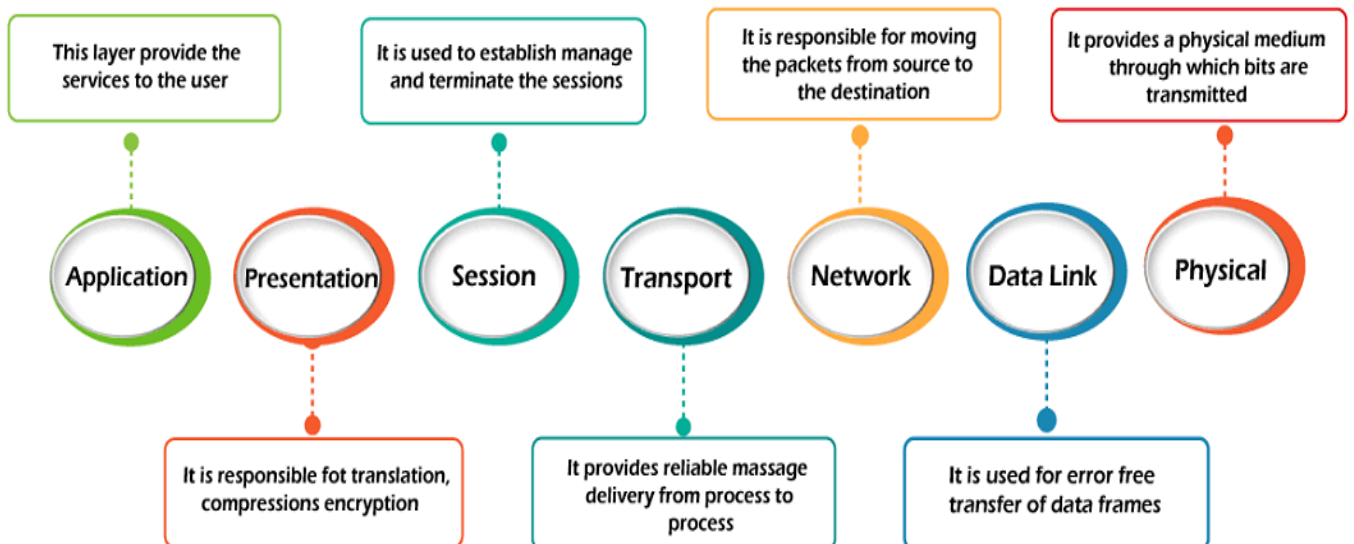 This layer provide the
services to the user
It is used to establish manage
and terminate the sessions
It is responsible for moving
the packets from source to
the destination
It provides a physical medium
through which bits are
transmitted
Application
Presentation
Session
Transport
Network
Data Link
Physical
It is responsible fot translation,
compressions encryption
It provides reliable massage
delivery from process to
process
It is used for error free
transfer of data frames